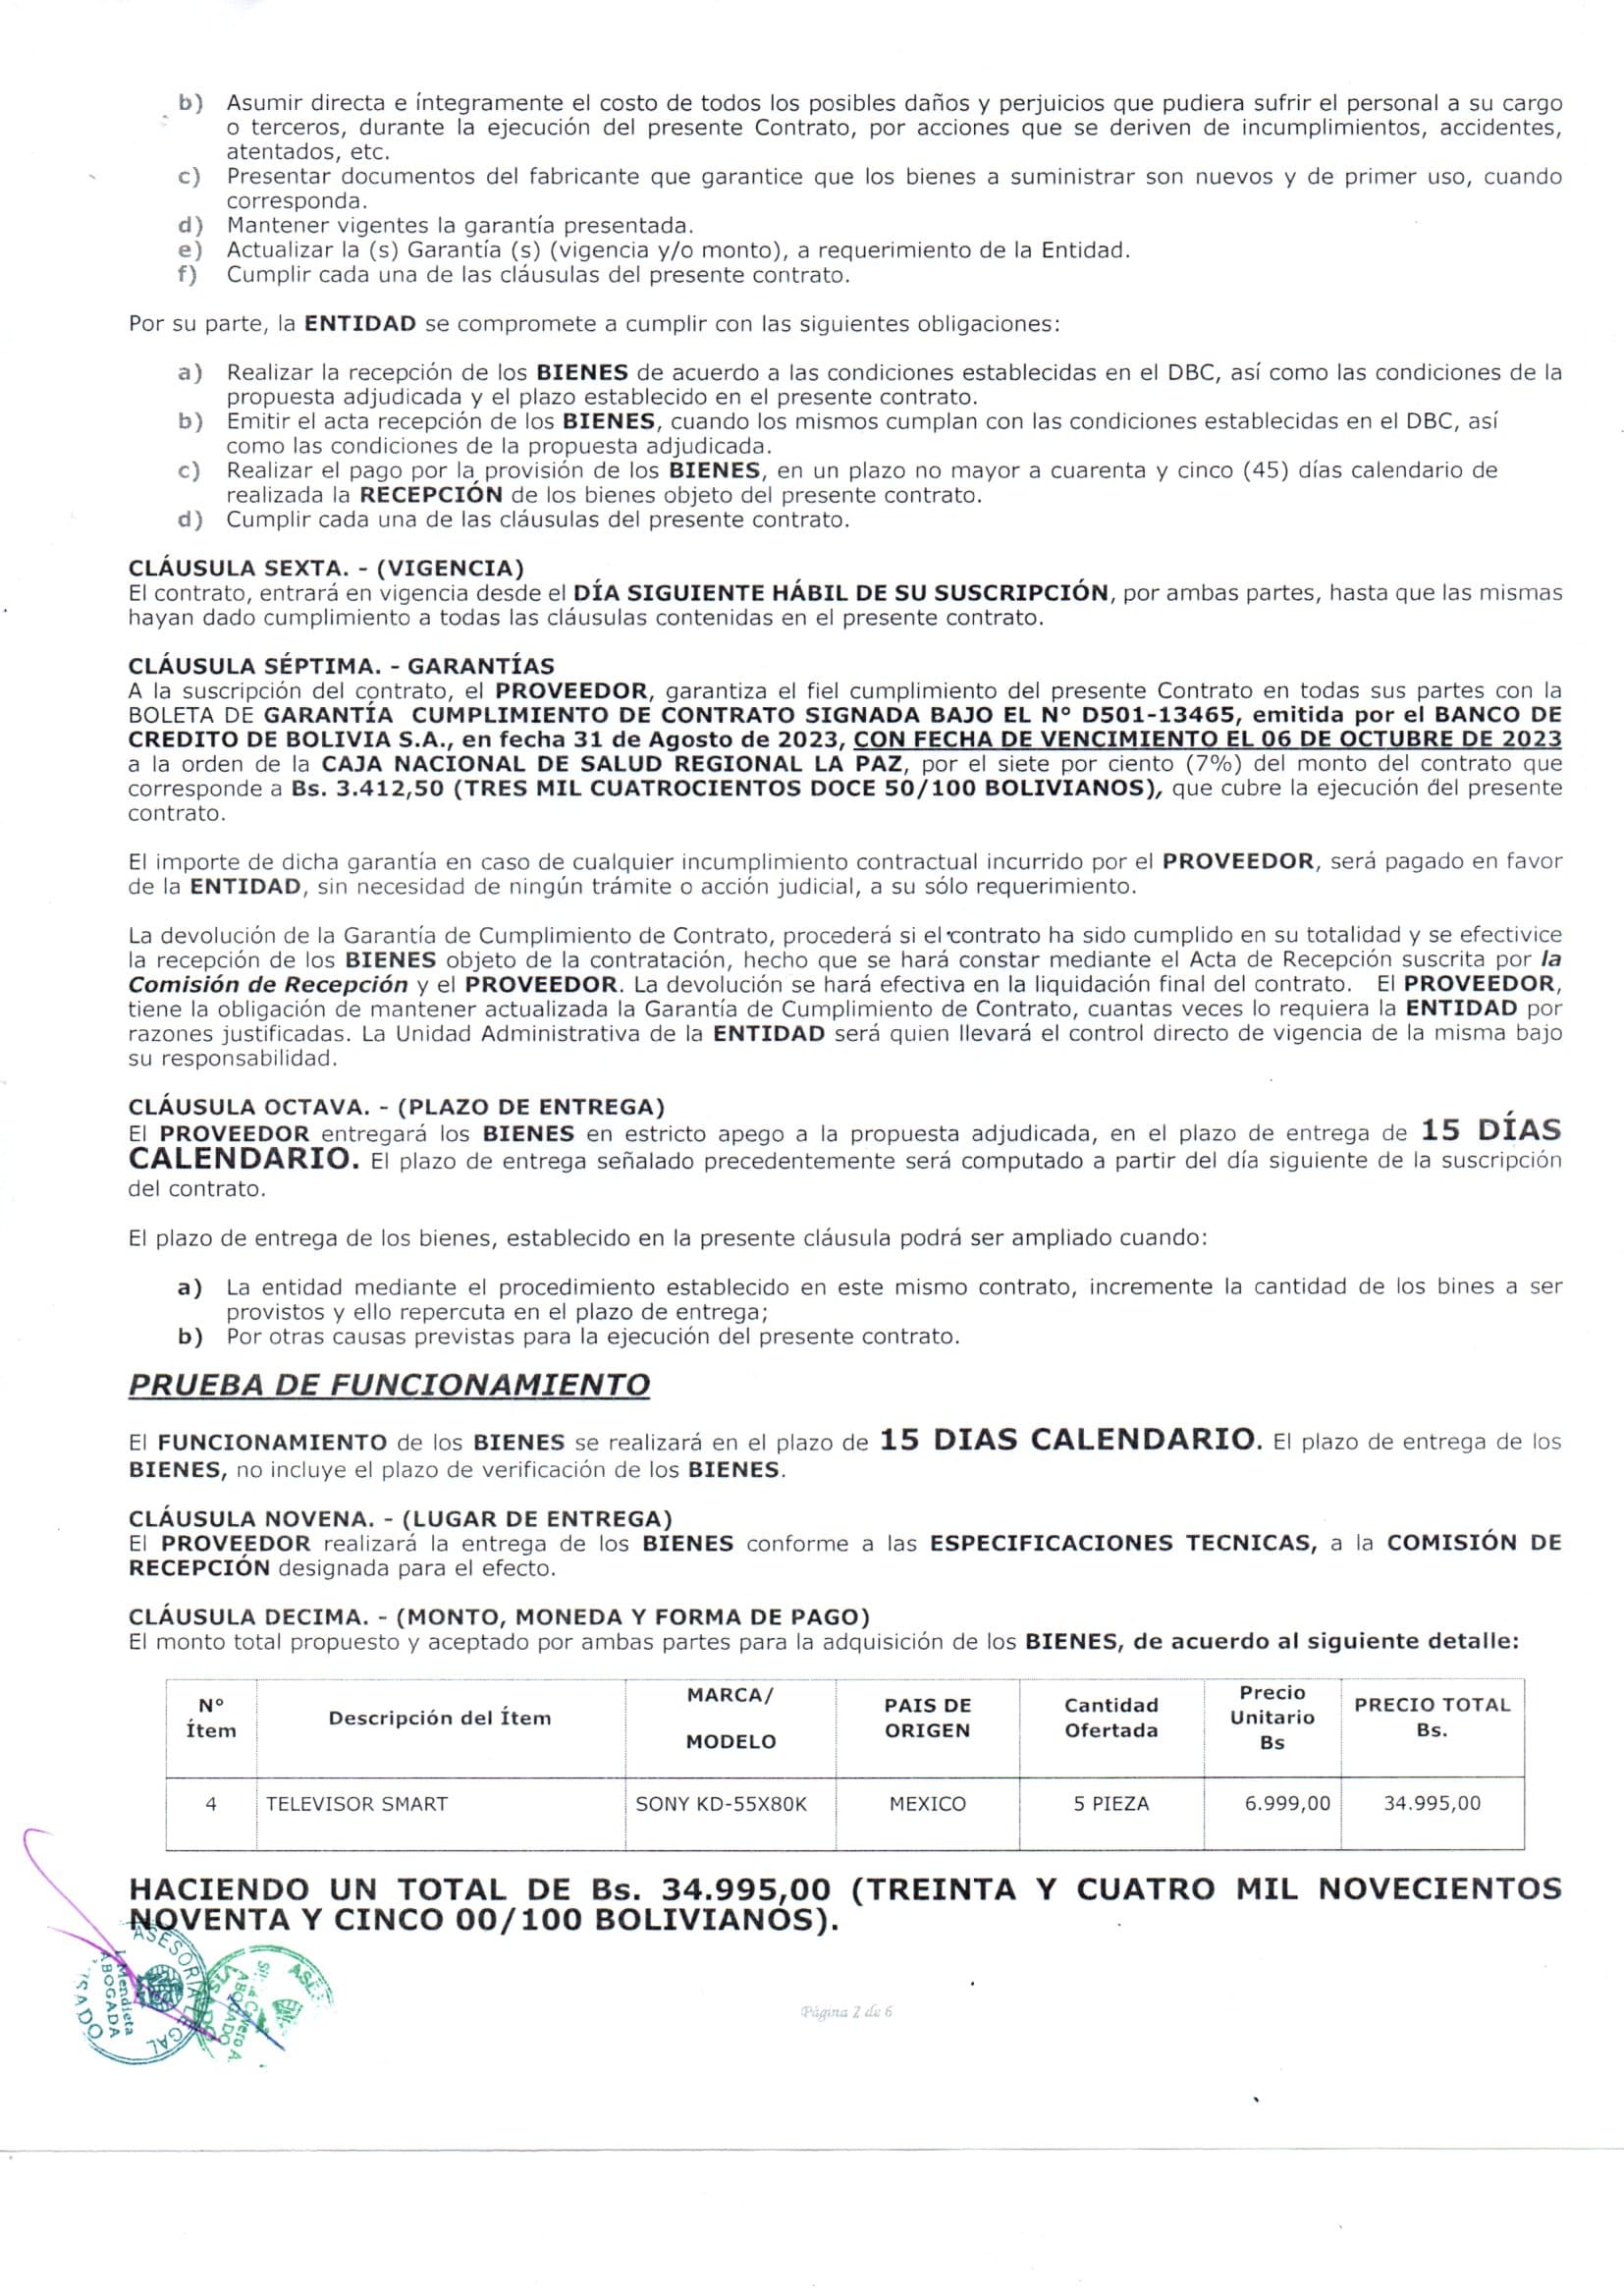 b) Asumir directa e íntegramente el costo de todos los posibles daños y perjuicios que pudiera sufrir el personal a su cargo
o terceros, durante la ejecución del presente Contrato, por acciones que se deriven de incumplimientos, accidentes,
atentados, etc.
c) Presentar documentos del fabricante que garantice que los bienes a suministrar son nuevos y de primer uso, cuando
corresponda.
d) Mantener vigentes la garantía presentada.
e) Actualizar la (s) Garantía (s) (vigencia y/o monto), a requerimiento de la Entidad.
f) Cumplir cada una de las cláusulas del presente contrato.
Por su parte, la ENTIDAD se compromete a cumplir con las siguientes obligaciones:
a) Realizar la recepción de los BIENES de acuerdo a las condiciones establecidas en el DBC, así como las condiciones de la
propuesta adjudicada y el plazo establecido en el presente contrato.
b) Emitir el acta recepción de los BIENES, cuando los mismos cumplan con las condiciones establecidas en el DBC, así
como las condiciones de la propuesta adjudicada.
c) Realizar el pago por la provisión de los BIENES, en un plazo no mayor a cuarenta y cinco (45) días calendario de
realizada la RECEPCIÓN de los bienes objeto del presente contrato.
d) Cumplir cada una de las cláusulas del presente contrato.
CLÁUSULA SEXTA. - (VIGENCIA)
El contrato, entrará en vigencia desde el DÍA SIGUIENTE HÁBIL DE SU SUSCRIPCIÓN, por ambas partes, hasta que las mismas
hayan dado cumplimiento a todas las cláusulas contenidas en el presente contrato.
CLÁUSULA SÉPTIMA. - GARANTÍAS
A la suscripción del contrato, el PROVEEDOR, garantiza el fiel cumplimiento del presente Contrato en todas sus partes con la
BOLETA DE GARANTÍA CUMPLIMIENTO DE CONTRATO SIGNADA BAJO EL Nº D501-13465, emitida por el BANCO DE
CREDITO DE BOLIVIA S.A., en fecha 31 de Agosto de 2023, CON FECHA DE VENCIMIENTO EL 06 DE OCTUBRE DE 2023
a la orden de la CAJA NACIONAL DE SALUD REGIONAL LA PAZ, por el siete por ciento (7%) del monto del contrato que
corresponde a Bs. 3.412,50 (TRES MIL CUATROCIENTOS DOCE 50/100 BOLIVIANOS), que cubre la ejecución del presente
contrato.
El importe de dicha garantía en caso de cualquier incumplimiento contractual incurrido por el PROVEEDOR, será pagado en favor
de la ENTIDAD, sin necesidad de ningún trámite o acción judicial, a su sólo requerimiento.
La devolución de la Garantía de Cumplimiento de Contrato, procederá si el contrato ha sido cumplido en su totalidad y se efectivice
la recepción de los BIENES objeto de la contratación, hecho que se hará constar mediante el Acta de Recepción suscrita por la
Comisión de Recepción y el PROVEEDOR. La devolución se hará efectiva en la liquidación final del contrato. El PROVEEDOR,
tiene la obligación de mantener actualizada la Garantía de Cumplimiento de Contrato, cuantas veces lo requiera la ENTIDAD por
razones justificadas. La Unidad Administrativa de la ENTIDAD será quien llevará el control directo de vigencia de la misma bajo
su responsabilidad.
CLÁUSULA OCTAVA. - (PLAZO DE ENTREGA)
El PROVEEDOR entregará los BIENES en estricto apego a la propuesta adjudicada, en el plazo de entrega de 15 DÍAS
CALENDARIO. El plazo de entrega señalado precedentemente será computado a partir del día siguiente de la suscripción
del contrato.
El plazo de entrega de los bienes, establecido en la presente cláusula podrá ser ampliado cuando:
a) La entidad mediante el procedimiento establecido en este mismo contrato, incremente la cantidad de los bines a ser
provistos y ello repercuta en el plazo de entrega;
b) Por otras causas previstas para la ejecución del presente contrato.
PRUEBA DE FUNCIONAMIENTO
El FUNCIONAMIENTO de los BIENES se realizará en el plazo de 15 DIAS CALENDARIO. El plazo de entrega de los
BIENES, no incluye el plazo de verificación de los BIENES.
CLÁUSULA NOVENA. - (LUGAR DE ENTREGA)
El PROVEEDOR realizará la entrega de los BIENES conforme a las ESPECIFICACIONES TECNICAS, a la COMISIÓN DE
RECEPCIÓN designada para el efecto.
CLÁUSULA DECIMA. - (MONTO, MONEDA Y FORMA DE PAGO)
El monto total propuesto y aceptado por ambas partes para la adquisición de los BIENES, de acuerdo al siguiente detalle:
Nº Ítem Descripción del Ítem MARCA/ MODELO PAIS DE ORIGEN Cantidad Ofertada Precio Unitario Bs PRECIO TOTAL Bs.
4 TELEVISOR SMART SONY KD-55X80K MEXICO 5 PIEZA 6.999,00 34.995,00
HACIENDO UN TOTAL DE Bs. 34.995,00 (TREINTA Y CUATRO MIL NOVECIENTOS
NOVENTA Y CINCO 00/100 BOLIVIANOS).
ASESORIA LEGAL
Mendieta
ABOGADA
ABOGADO
Página 2 de 6